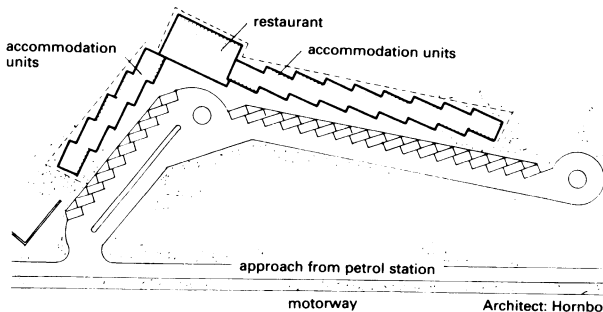 restaurant
accommodation
units
accommodation units
approach from petrol station
motorway
Architect: Hornbo